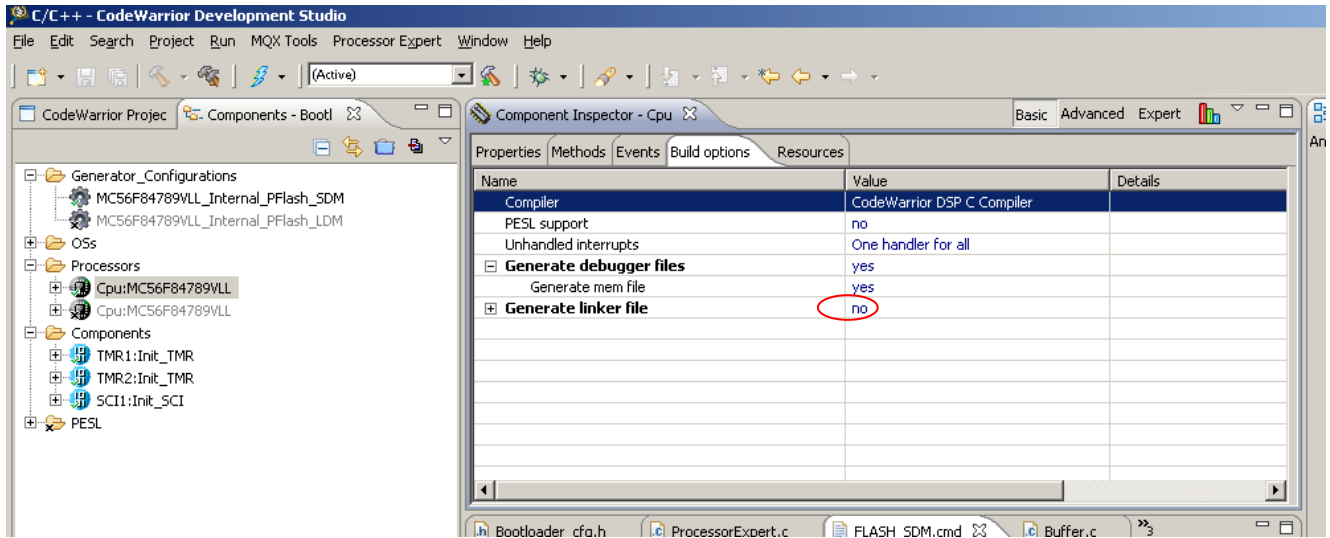 C/C++ - CodeWarrior Development Studio
File Edit Search Project Run MQX Tools Processor Expert Window Help
(Active)
CodeWarrior Projec Components - Bootl
Component Inspector - Cpu Basic Advanced Expert
An
Properties Methods Events Build options Resources
Name Value Details
Compiler CodeWarrior DSP C Compiler
PESL support no
Unhandled interrupts One handler for all
Generate debugger files yes
Generate mem file yes
Generate linker file no
Generator_Configurations
MC56F84789VLL_Internal_PFlash_SDM
MC56F84789VLL_Internal_PFlash_LDM
OSs
Processors
Cpu:MC56F84789VLL
Cpu:MC56F84789VLL
Components
TMR1:Init_TMR
TMR2:Init_TMR
SCI1:Init_SCI
PESL
Bootloader_cfg.h ProcessorExpert.c FLASH_SDM.cmd Buffer.c »3